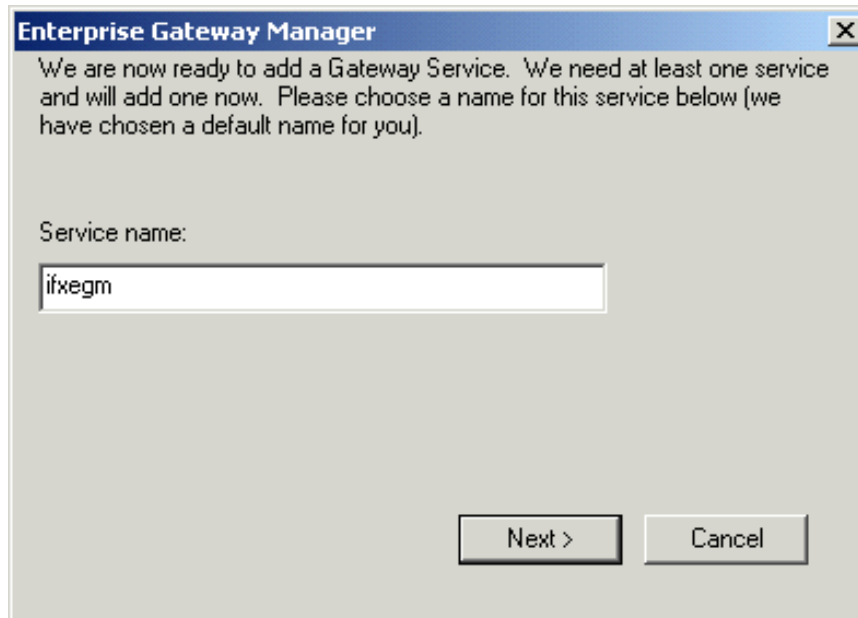 Enterprise Gateway Manager
We are now ready to add a Gateway Service.  We need at least one service
and will add one now.  Please choose a name for this service below (we
have chosen a default name for you).
Service name:
ifxegm
Next >
Cancel